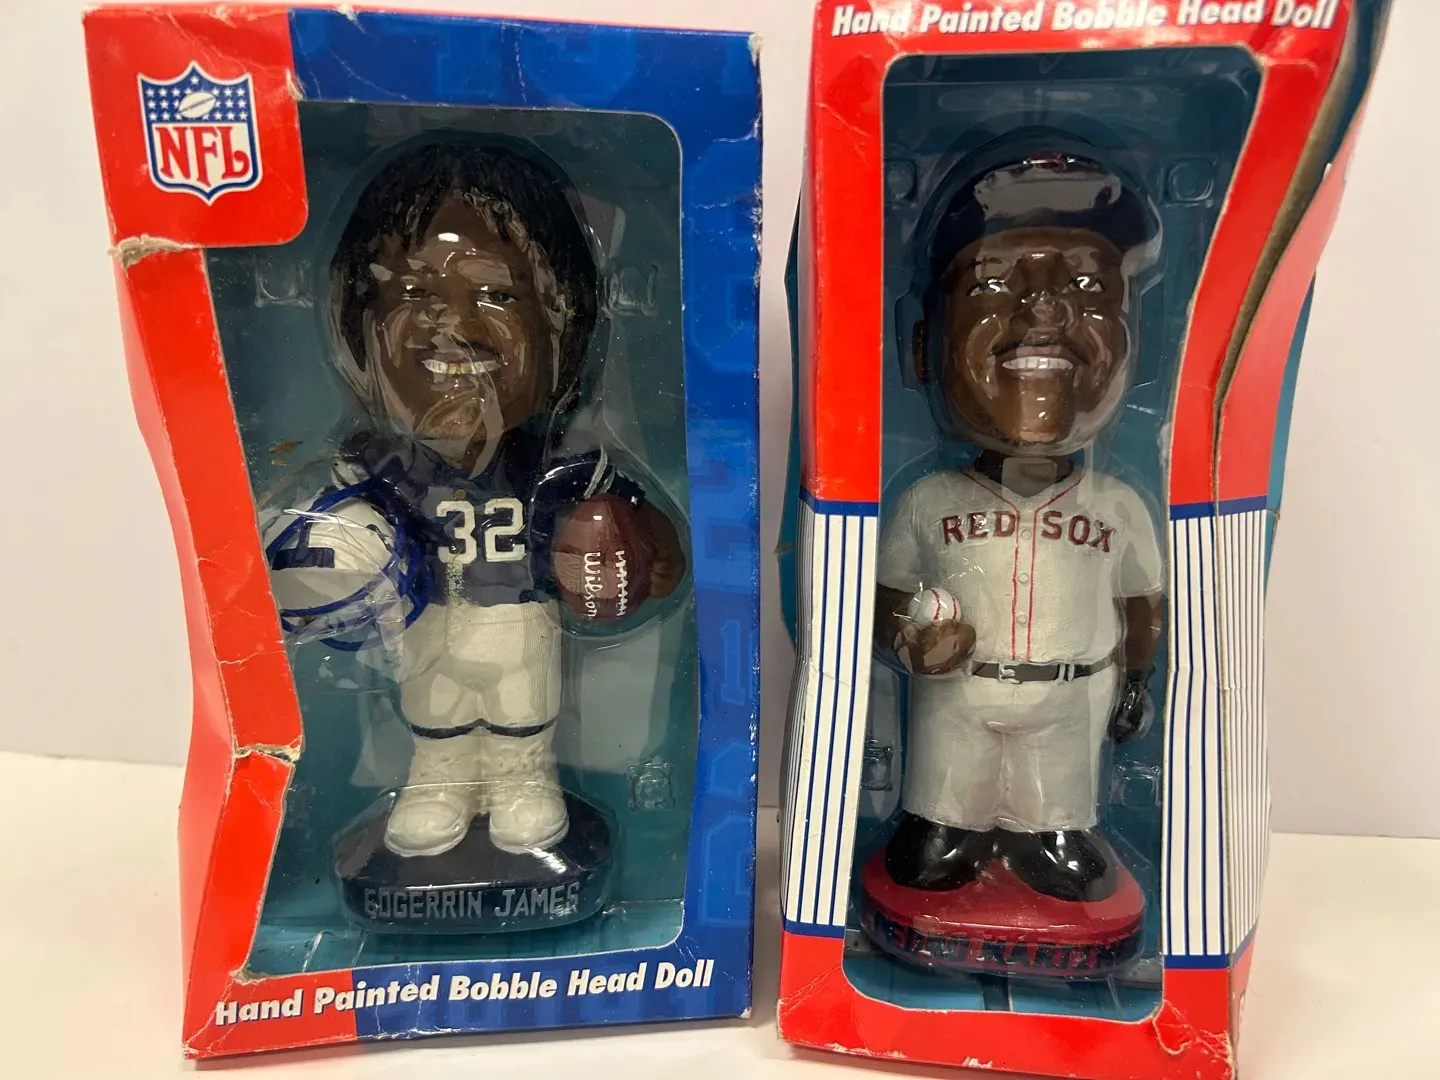 NFL
32
Wilson
EDGERRIN JAMES
Hand Painted Bobble Head Doll
Hand Painted Bobble Head Doll
RED SOX